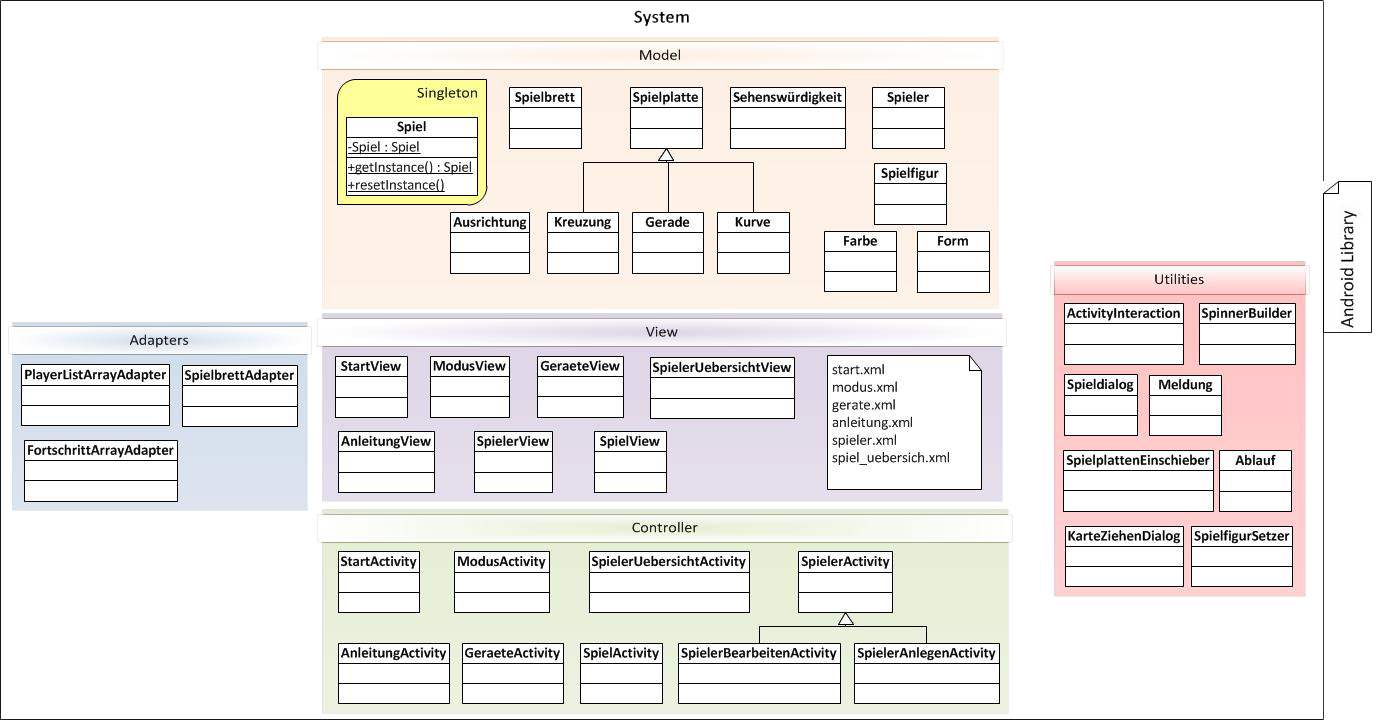 System
Model
Singleton
Spiel
-Spiel : Spiel
+getInstance() : Spiel
+resetInstance()
Spielbrett
Spielplatte
Sehenswürdigkeit
Spieler
Spielfigur
Ausrichtung
Kreuzung
Gerade
Kurve
Farbe
Form
Adapters
PlayerListArrayAdapter
SpielbrettAdapter
FortschrittArrayAdapter
View
StartView
ModusView
GeraeteView
SpielerUebersichtView
AnleitungView
SpielerView
SpielView
start.xml
modus.xml
gerate.xml
anleitung.xml
spieler.xml
spiel_uebersich.xml
Controller
StartActivity
ModusActivity
SpielerUebersichtActivity
SpielerActivity
AnleitungActivity
GeraeteActivity
SpielActivity
SpielerBearbeitenActivity
SpielerAnlegenActivity
Utilities
ActivityInteraction
SpinnerBuilder
Spieldialog
Meldung
SpielplattenEinschieber
Ablauf
KarteZiehenDialog
SpielfigurSetzer
Android Library